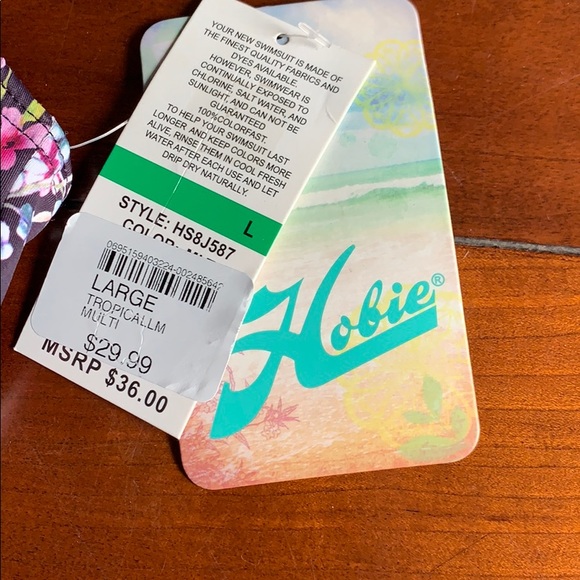 YOUR NEW SWIMSUIT IS MADE OF
THE FINEST QUALITY FABRICS AND
DYES AVAILABLE.
HOWEVER, SWIMWEAR IS
CONTINUALLY EXPOSED TO
CHLORINE, SALT WATER, AND
SUNLIGHT, AND CAN NOT BE
GUARANTEED
100%COLORFAST.
TO HELP YOUR SWIMSUIT LAST
LONGER AND KEEP COLORS MORE
ALIVE, RINSE THEM IN COOL FRESH
WATER AFTER EACH USE AND LET
DRIP DRY NATURALLY.
L
STYLE: HS8J587
COLOR:
LARGE
TROPICALLM
MULTI
$29.99
MSRP $36.00
Hobie®